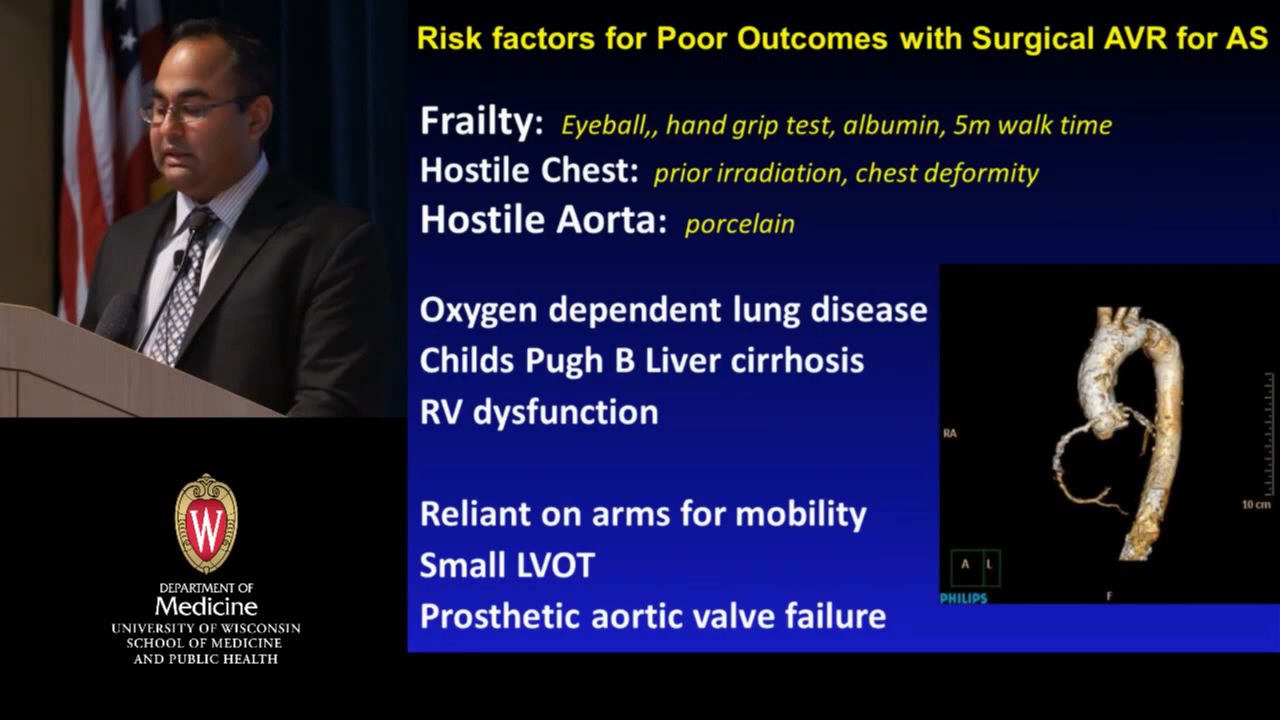 Risk factors for Poor Outcomes with Surgical AVR for AS
Frailty: Eyeball,, hand grip test, albumin, 5m walk time
Hostile Chest: prior irradiation, chest deformity
Hostile Aorta: porcelain
Oxygen dependent lung disease
Childs Pugh B Liver cirrhosis
RV dysfunction
Reliant on arms for mobility
Small LVOT
Prosthetic aortic valve failure
RA
10 cm
A L
PHILIPS
F
W
DEPARTMENT OF
Medicine
UNIVERSITY OF WISCONSIN
SCHOOL OF MEDICINE
AND PUBLIC HEALTH